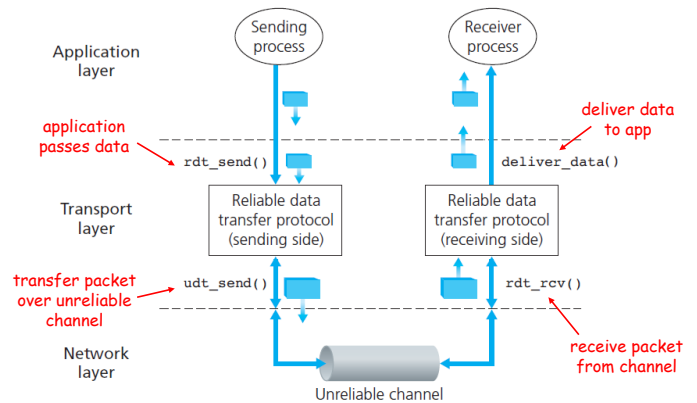 Sending
process
Receiver
process
Application
layer
application
passes data
deliver data
to app
rdt_send()
deliver_data()
Transport
layer
Reliable data
transfer protocol
(sending side)
Reliable data
transfer protocol
(receiving side)
transfer packet
over unreliable
channel
udt_send()
rdt_rcv()
Network
layer
receive packet
from channel
Unreliable channel